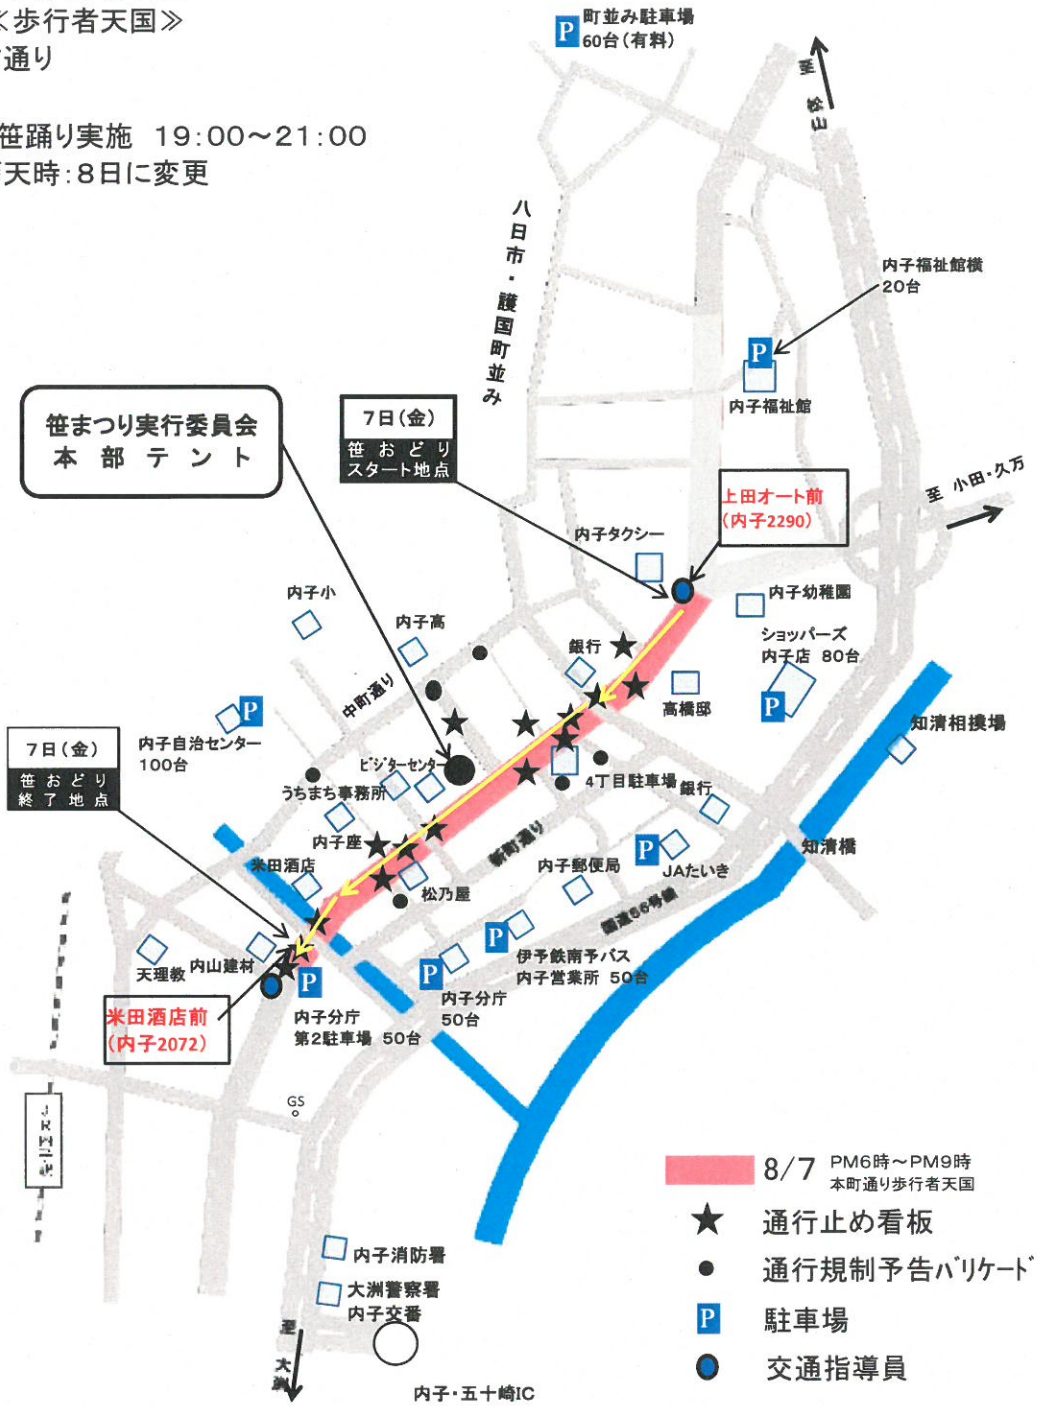 ≪歩行者天国≫
通り
笹踊り実施 19:00～21:00
天時:8日に変更
P 町並み駐車場
60台(有料)
八日市・護国町並み
内子福祉館横
20台
P
内子福祉館
笹まつり実行委員会
本部テント
7日(金)
笹おどり
スタート地点
上田オート前
(内子2290)
至 小田・久万
内子タクシー
内子幼稚園
内子小
内子高
銀行
ショッパーズ
内子店 80台
P
高橋邸
中町通り
P
内子自治センター
100台
知清相撲場
7日(金)
笹おどり
終了地点
ビジターセンター
うちまち事務所
4丁目駐車場
銀行
内子座
新町通り
知清橋
米田酒店
内子郵便局
P
JAたいき
松乃屋
国道56号線
天理教
内山建材
P
伊予鉄南予バス
内子営業所 50台
P
内子分庁
50台
P
内子分庁
第2駐車場 50台
米田酒店前
(内子2072)
GS
8/7 PM6時～PM9時
本町通り歩行者天国
通行止め看板
通行規制予告バリケード
P 駐車場
交通指導員
内子消防署
大洲警察署
内子交番
至 大洲
内子・五十崎IC